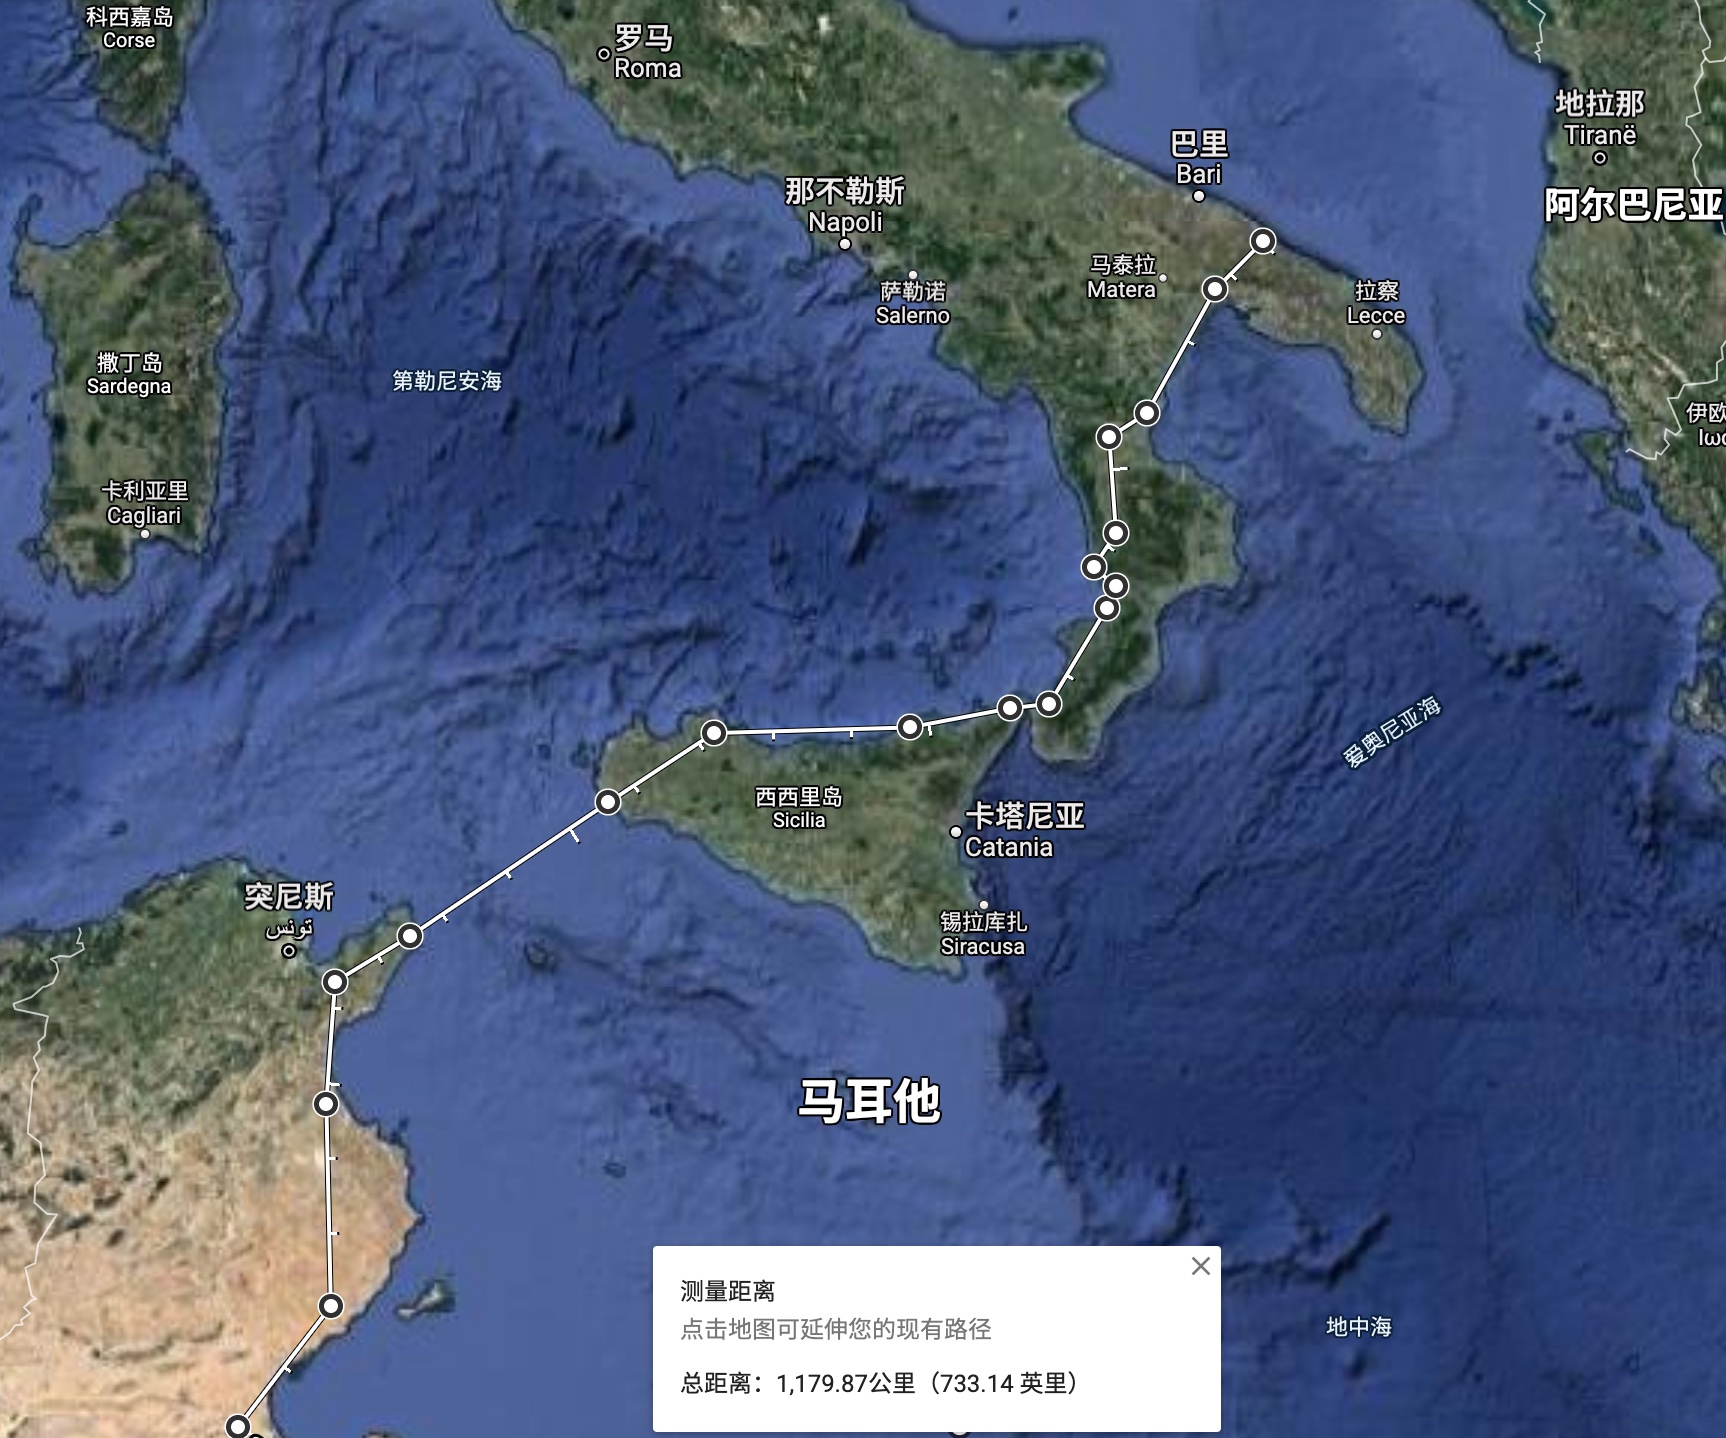 科西嘉岛
Corse
罗马
Roma
地拉那
Tiranë
巴里
Bari
阿尔巴尼亚
那不勒斯
Napoli
马泰拉
Matera
萨勒诺
Salerno
拉察
Lecce
撒丁岛
Sardegna
第勒尼安海
伊欧
Ιωα
卡利亚里
Cagliari
爱奥尼亚海
西西里岛
Sicilia
卡塔尼亚
Catania
突尼斯
تونس
锡拉库扎
Siracusa
马耳他
地中海
测量距离
点击地图可延伸您的现有路径
总距离：1,179.87公里（733.14 英里）